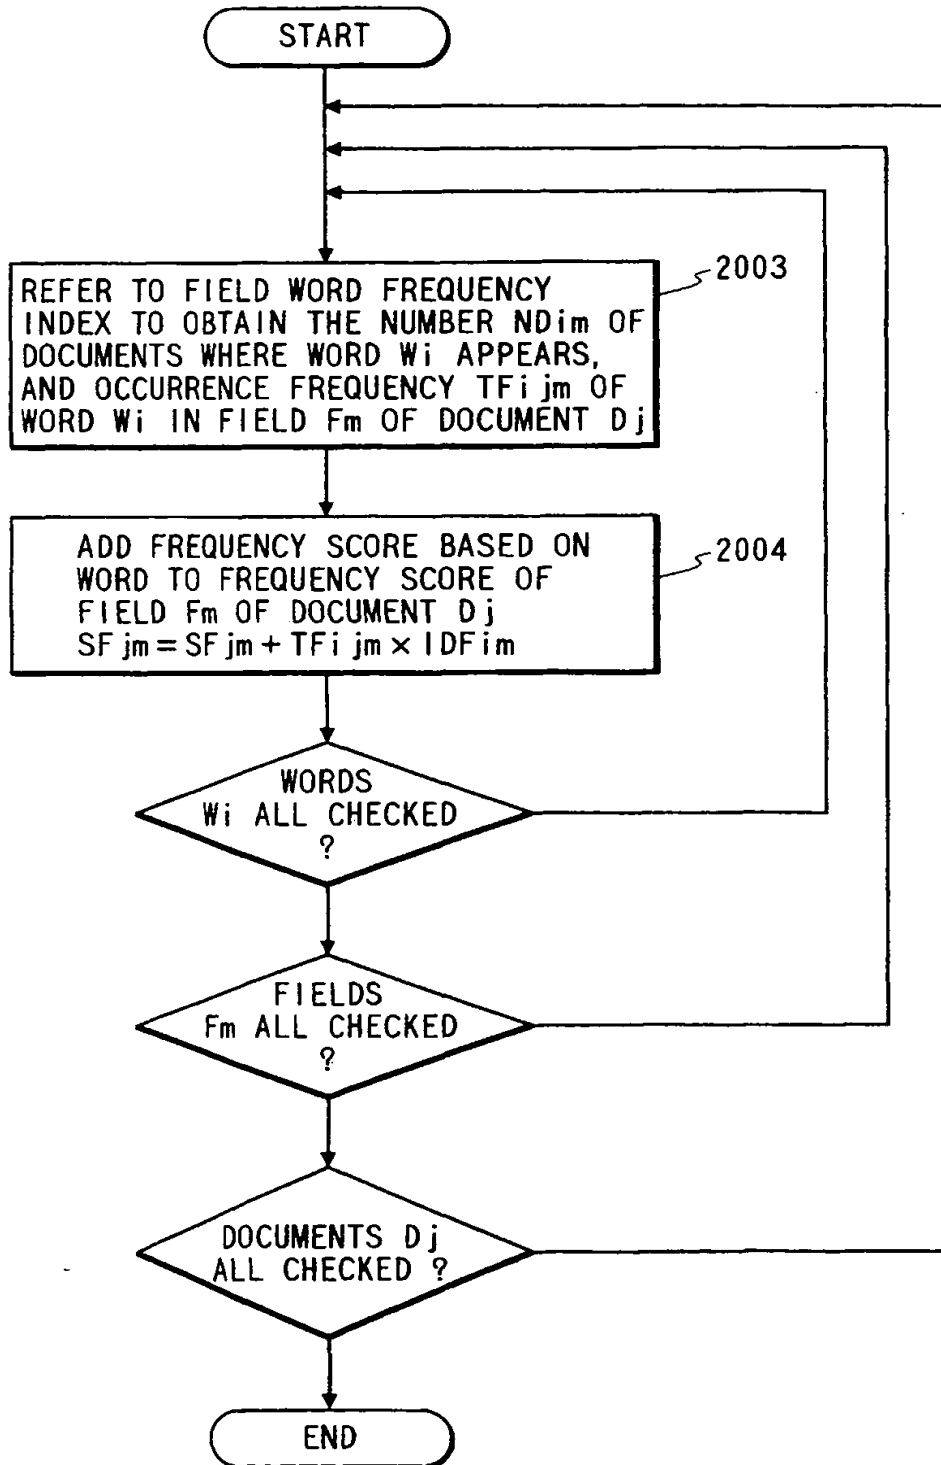 START
REFER TO FIELD WORD FREQUENCY
INDEX TO OBTAIN THE NUMBER NDim OF
DOCUMENTS WHERE WORD Wi APPEARS,
AND OCCURRENCE FREQUENCY TFijm OF
WORD Wi IN FIELD Fm OF DOCUMENT Dj
2003
ADD FREQUENCY SCORE BASED ON
WORD TO FREQUENCY SCORE OF
FIELD Fm OF DOCUMENT Dj
SFjm=SFjm+TFijm×IDFim
2004
WORDS
Wi ALL CHECKED
?
FIELDS
Fm ALL CHECKED
?
DOCUMENTS Dj
ALL CHECKED ?
END